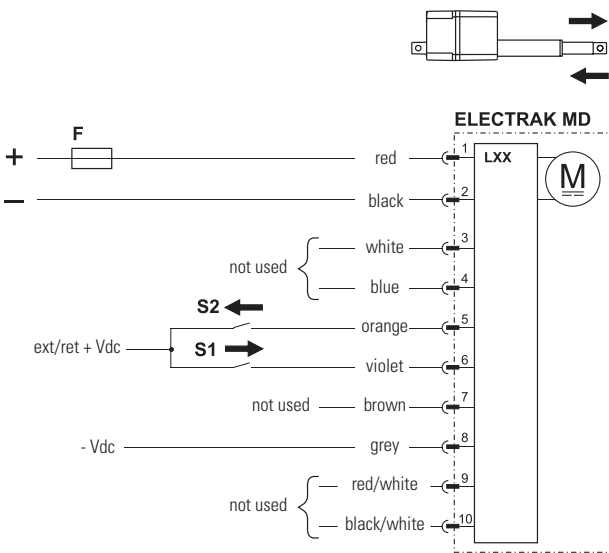 ELECTRAK MD
F
+
red
1
LXX
M
–
black
2
white
3
not used
blue
4
S2
orange
5
ext/ret + Vdc
S1
violet
6
not used
brown
7
- Vdc
grey
8
red/white
9
not used
black/white
10